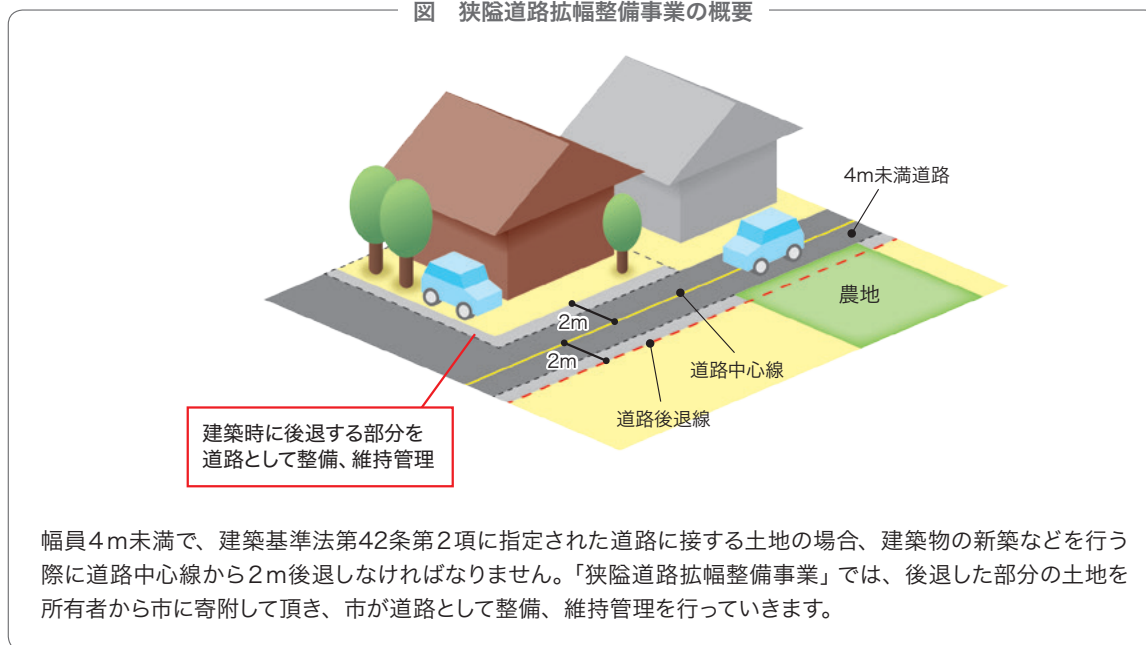 図　狭隘道路拡幅整備事業の概要
4m未満道路
農地
2m
2m
道路中心線
道路後退線
建築時に後退する部分を
道路として整備、維持管理
幅員4m未満で、建築基準法第42条第2項に指定された道路に接する土地の場合、建築物の新築などを行う
際に道路中心線から2m後退しなければなりません。「狭隘道路拡幅整備事業」では、後退した部分の土地を
所有者から市に寄附して頂き、市が道路として整備、維持管理を行っていきます。